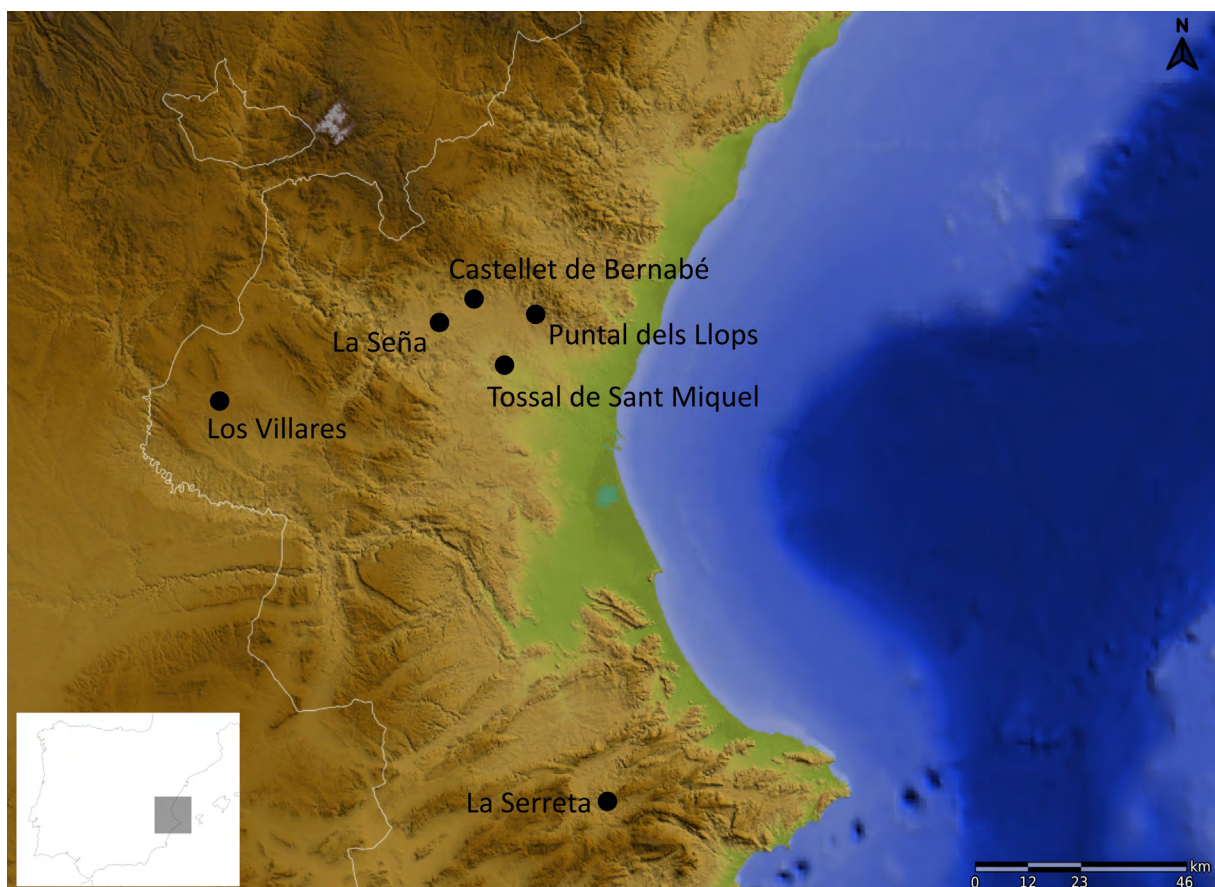 N
Castellet de Bernabé
La Seña
Puntal dels Llops
Tossal de Sant Miquel
Los Villares
La Serreta
km
0 12 23 46